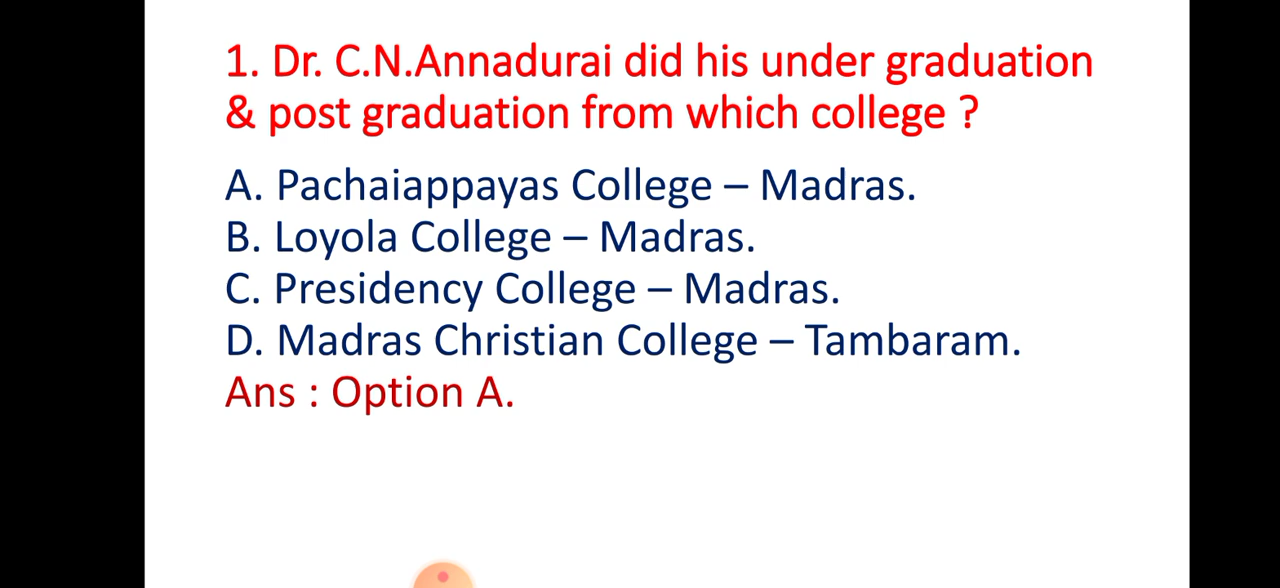 1. Dr. C.N.Annadurai did his under graduation
& post graduation from which college ?
A. Pachaiappayas College – Madras.
B. Loyola College – Madras.
C. Presidency College – Madras.
D. Madras Christian College – Tambaram.
Ans : Option A.